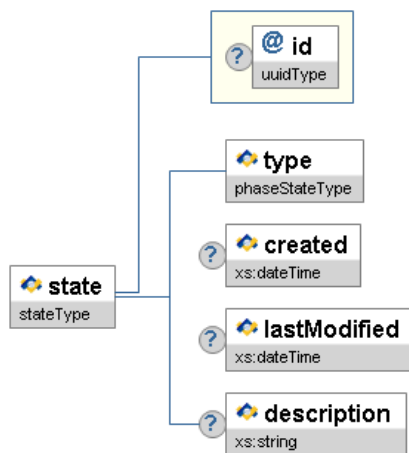 @ id
?
uuidType
type
phaseStateType
?
created
xs:dateTime
state
stateType
?
lastModified
xs:dateTime
?
description
xs:string